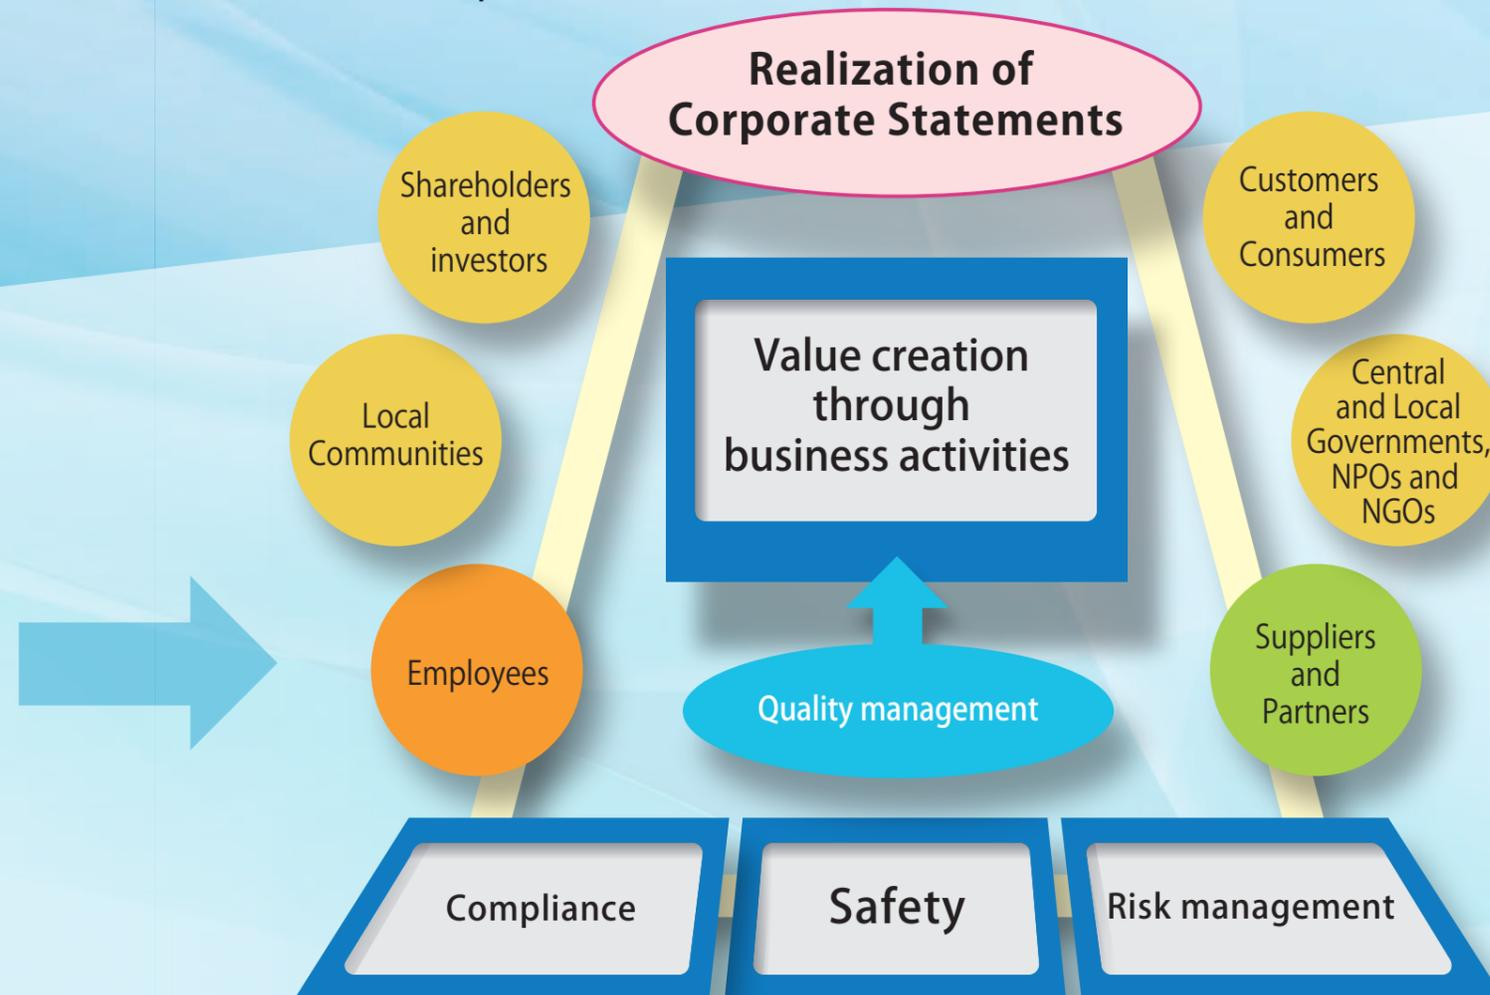 Realization of
Corporate Statements
Shareholders
and
investors
Customers
and
Consumers
Value creation
through
business activities
Local
Communities
Central
and Local
Governments,
NPOs and
NGOs
Employees
Quality management
Suppliers
and
Partners
Compliance
Safety
Risk management